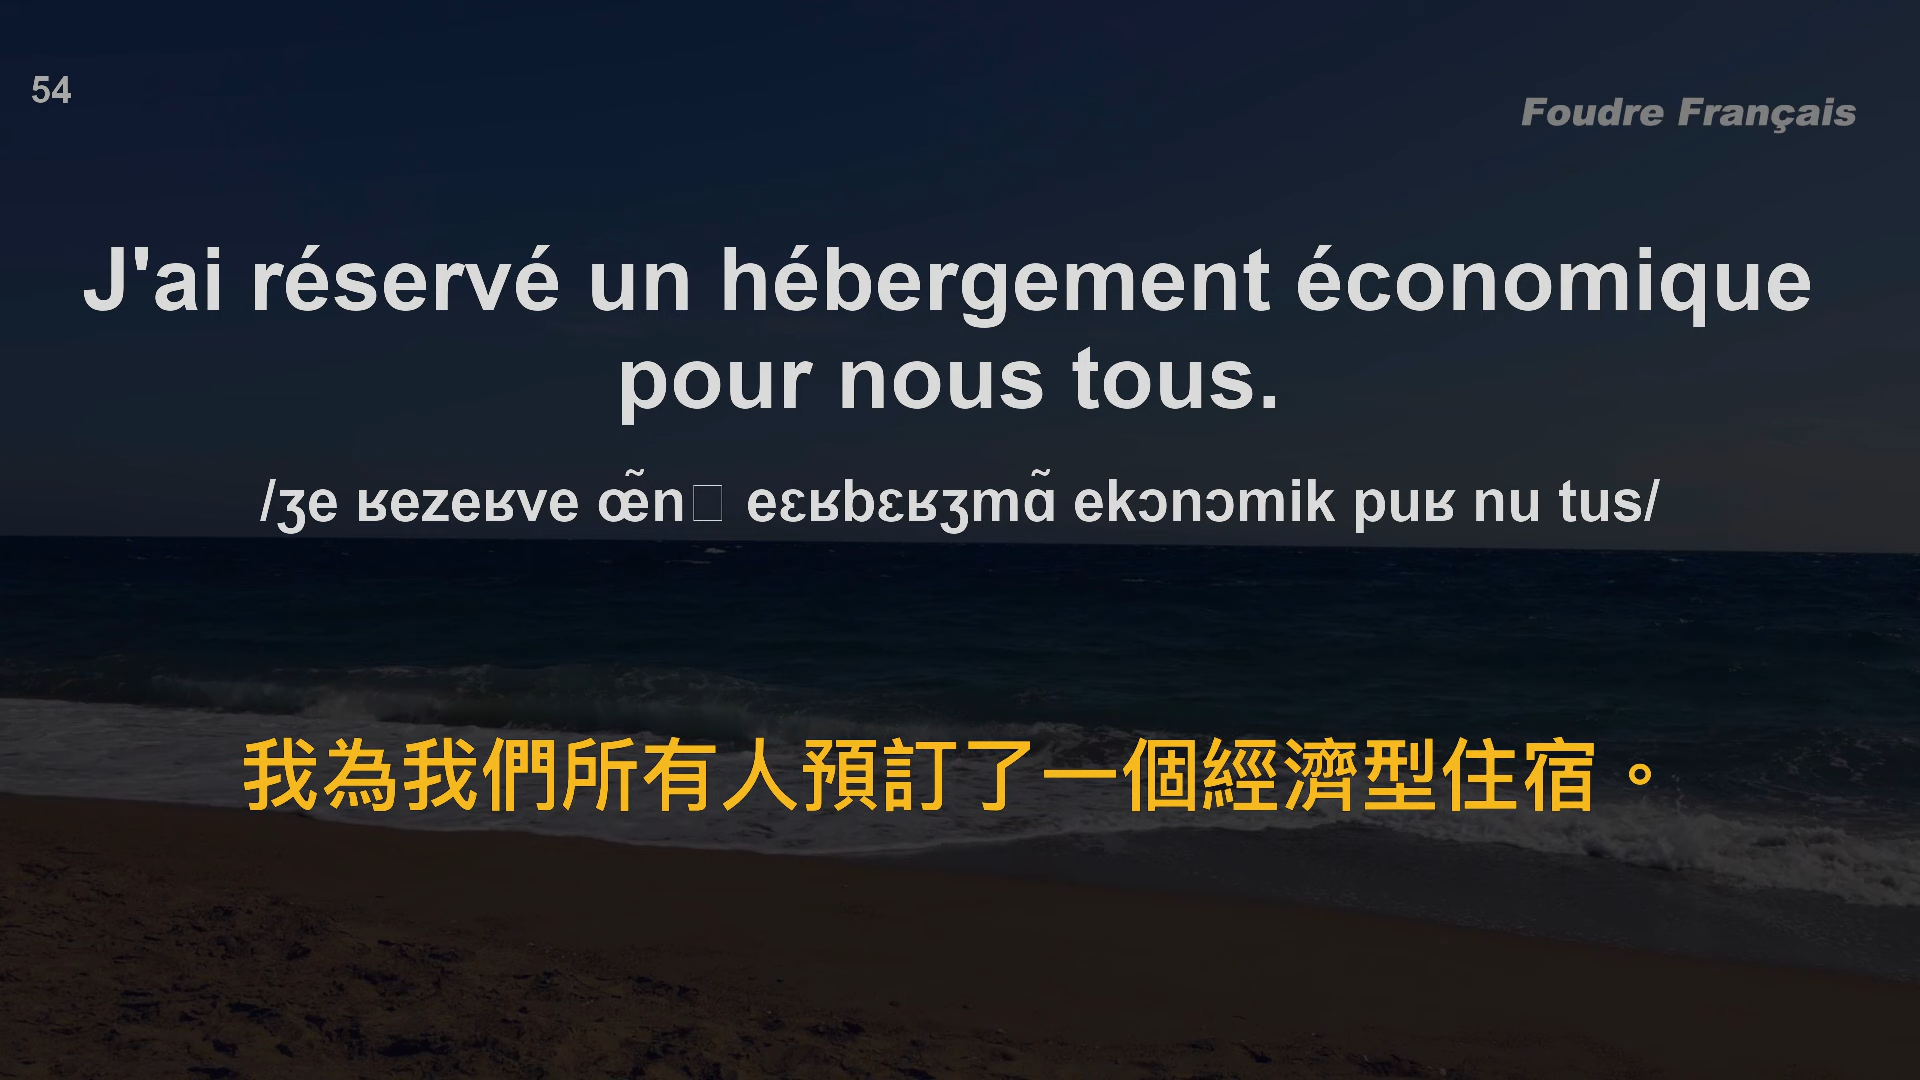 54
Foudre Français
J'ai réservé un hébergement économique
pour nous tous.
/ʒe ʁezeʁve œ̃n□ eɛʁbɛʁʒmɑ̃ ekɔnɔmik puʁ nu tus/
我為我們所有人預訂了一個經濟型住宿。